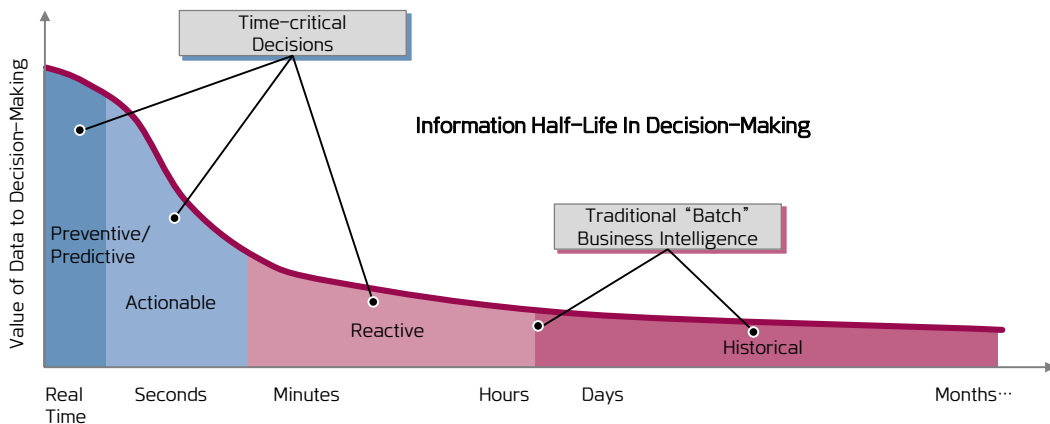 Time-critical
Decisions
Value of Data to Decision-Making
Information Half-Life In Decision-Making
Traditional “Batch”
Business Intelligence
Preventive/
Predictive
Actionable
Reactive
Historical
Real
Time
Seconds
Minutes
Hours
Days
Months…